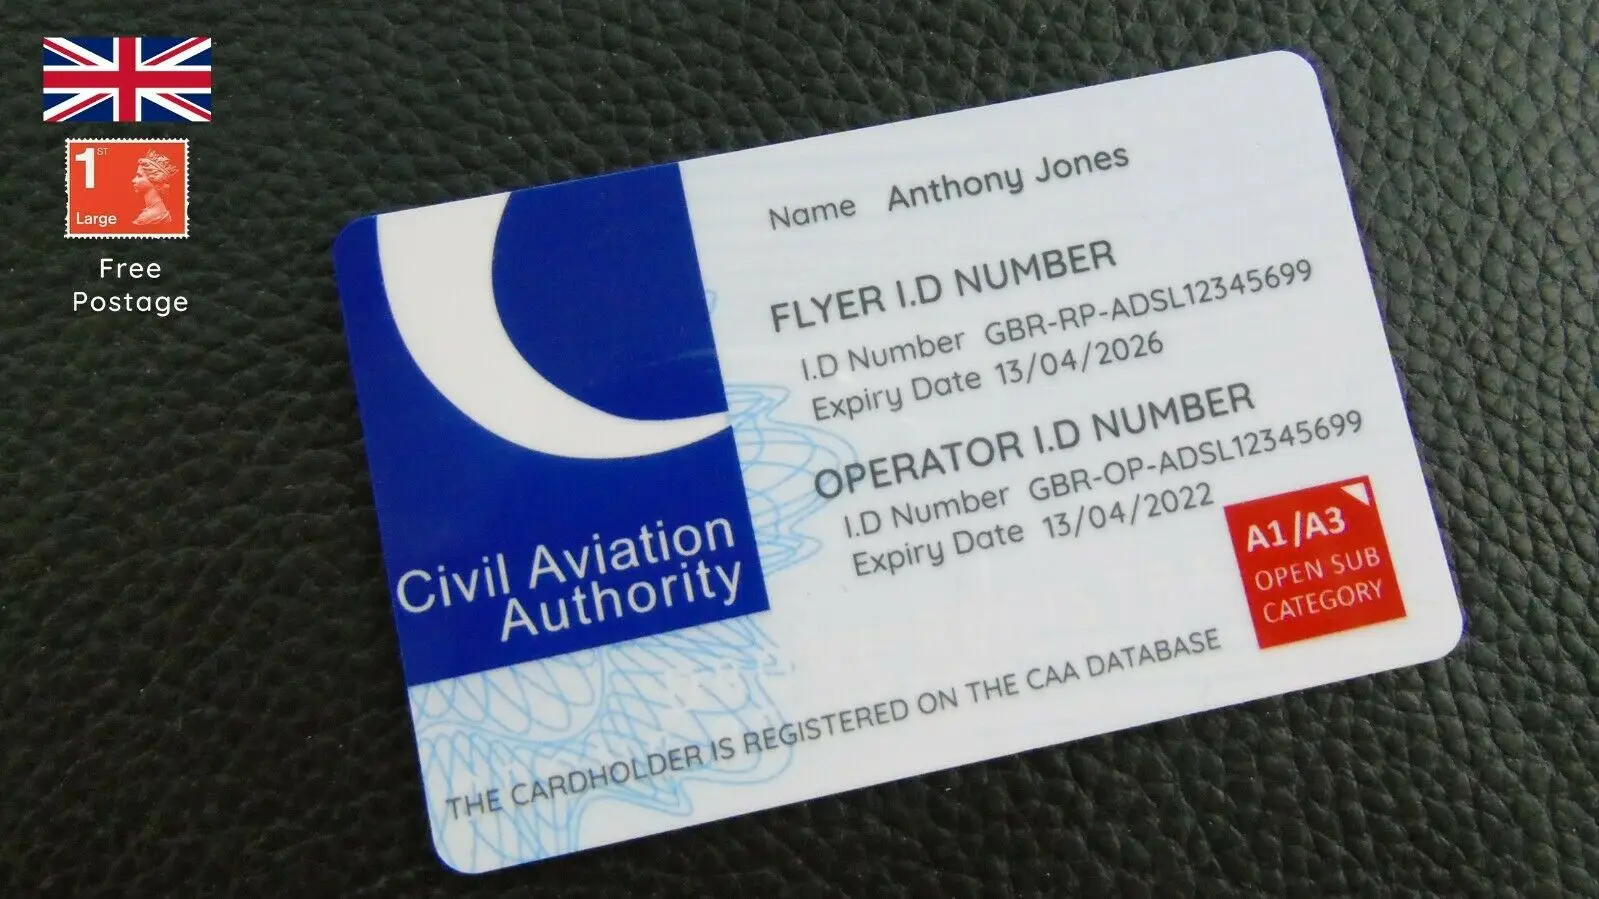 1ST
Large
Free
Postage
Name Anthony Jones
FLYER I.D NUMBER
I.D Number GBR-RP-ADSL12345699
Expiry Date 13/04/2026
OPERATOR I.D NUMBER
I.D Number GBR-OP-ADSL12345699
Expiry Date 13/04/2022
A1/A3
OPEN SUB
CATEGORY
Civil Aviation
Authority
THE CARDHOLDER IS REGISTERED ON THE CAA DATABASE